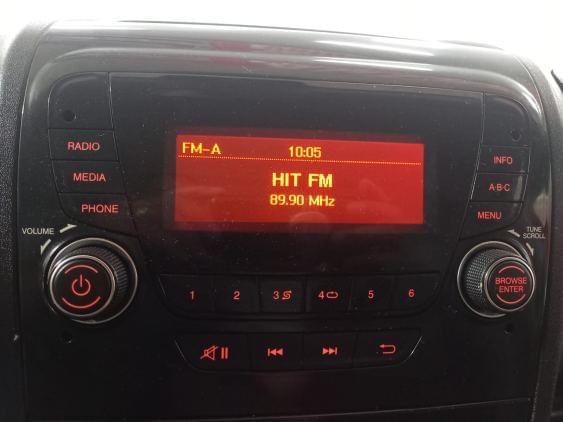 FM-A 10:05
HIT FM
89.90 MHz
RADIO
MEDIA
PHONE
VOLUME
INFO
A·B·C
MENU
TUNE
SCROLL
BROWSE
ENTER
1 2 3 4 5 6